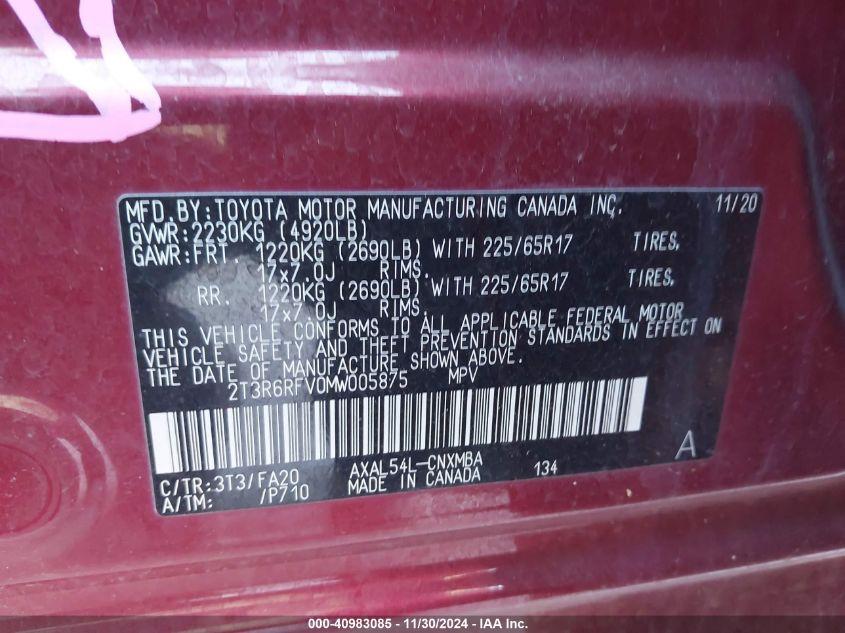 MFD. BY: TOYOTA MOTOR MANUFACTURING CANADA INC. 11/20
GVWR: 2230KG (4920LB)
GAWR: FRT. 1220KG (2690LB) WITH 225/65R17 TIRES.
17x7.0J RIMS.
RR. 1220KG (2690LB) WITH 225/65R17 TIRES.
17x7.0J RIMS.
THIS VEHICLE CONFORMS TO ALL APPLICABLE FEDERAL MOTOR
VEHICLE SAFETY AND THEFT PREVENTION STANDARDS IN EFFECT ON
THE DATE OF MANUFACTURE SHOWN ABOVE.
2T3R6RFV0MW005875 MPV
C/TR: 3T3/FA20 AXAL54L-CNXMBA 134 A
A/TM: /P710 MADE IN CANADA
000-40983085 - 11/30/2024 - IAA Inc.